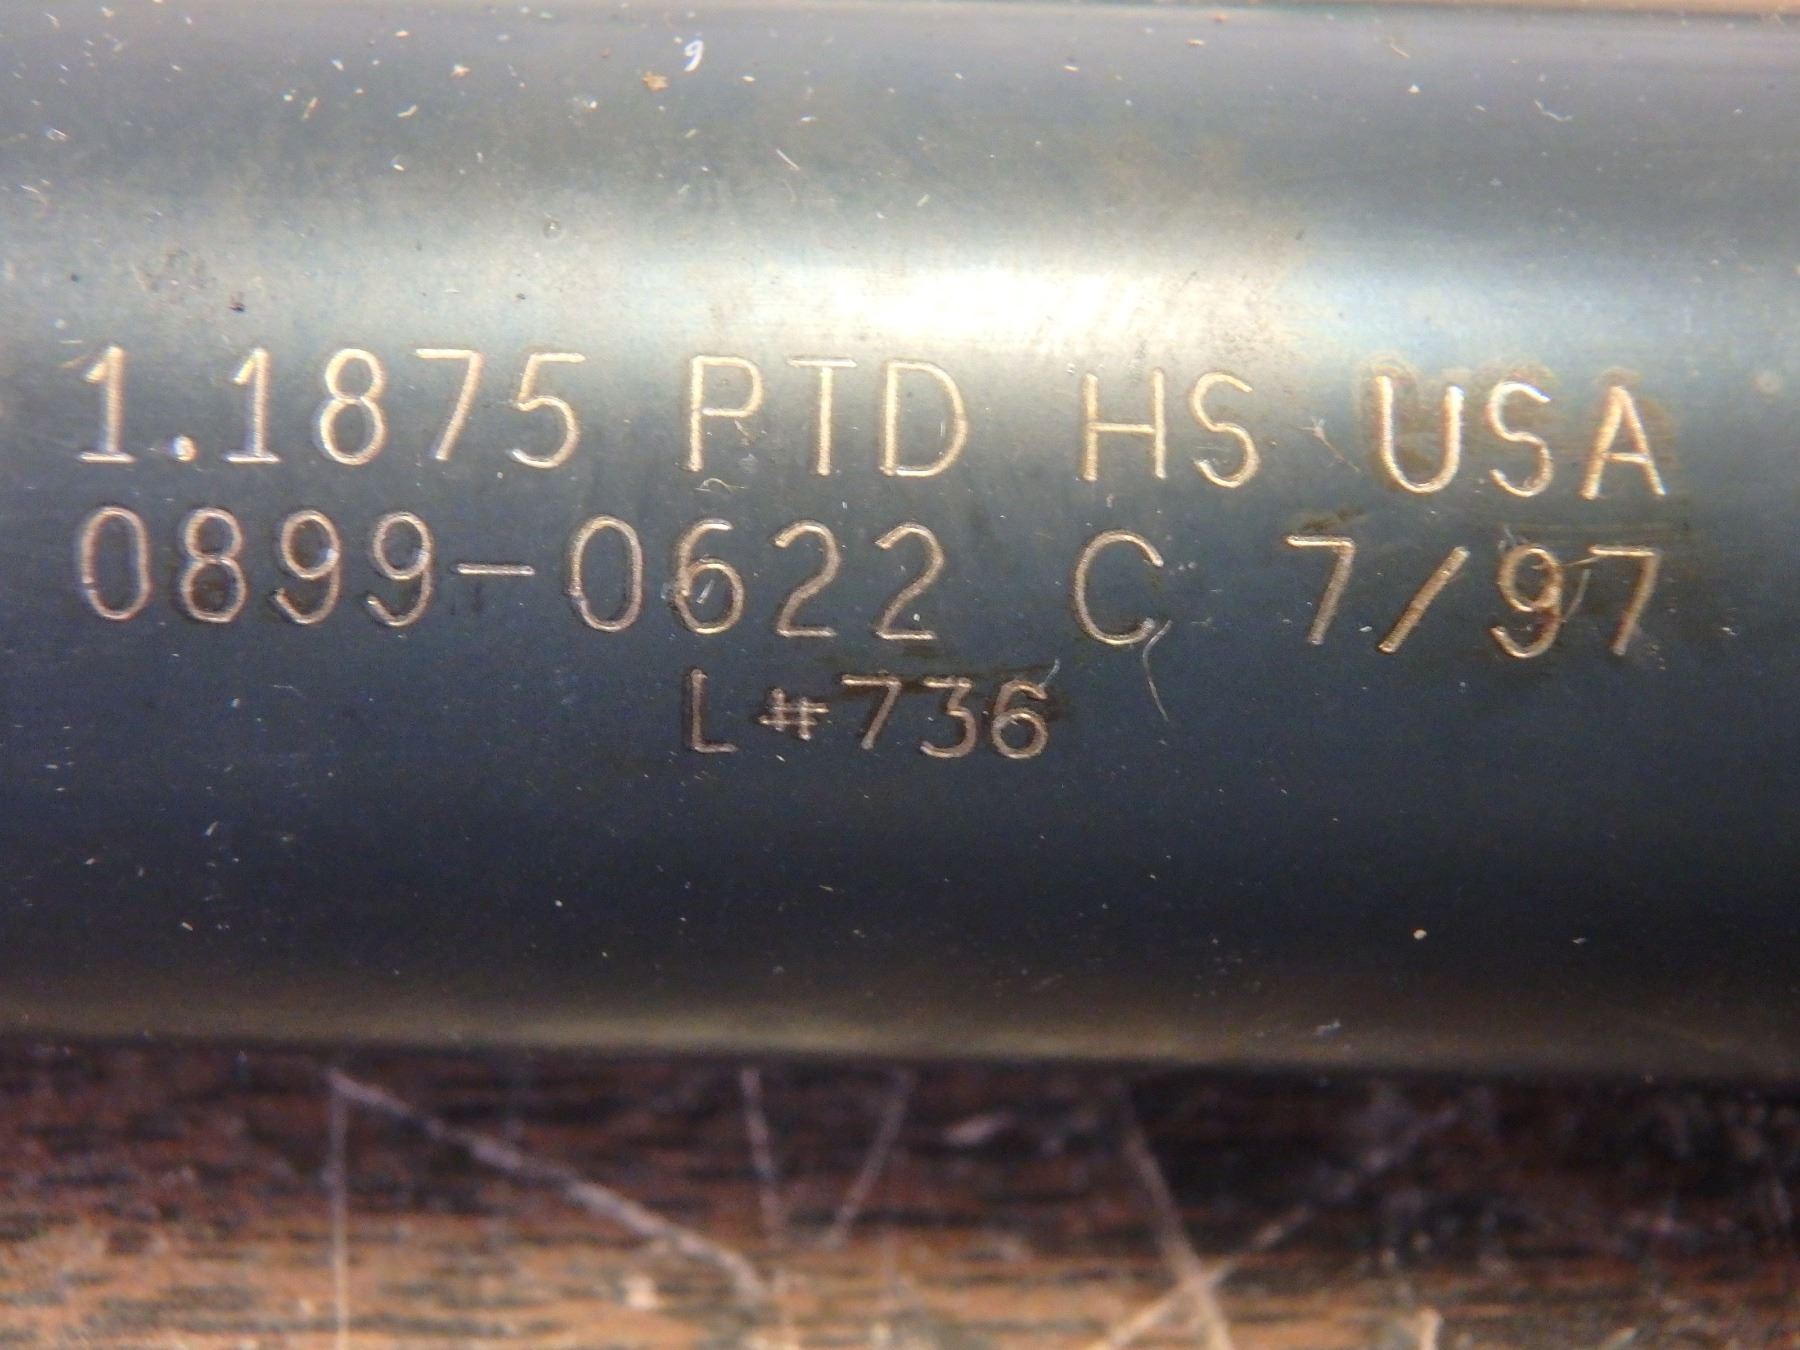 1.1875 PTD HS USA
0899-0622 C 7/97
L#736